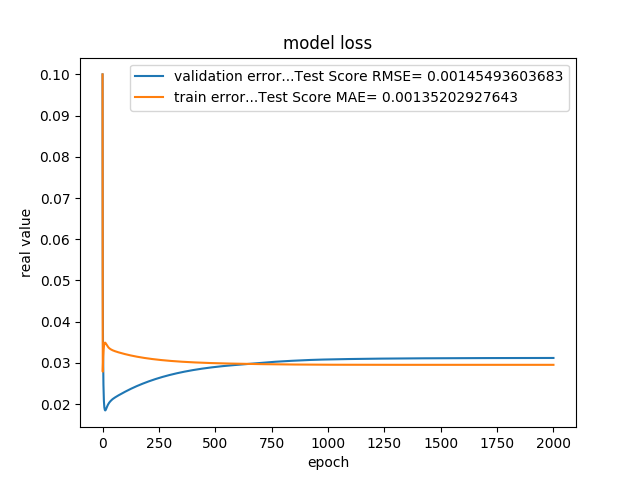 model loss
validation error...Test Score RMSE= 0.00145493603683
train error...Test Score MAE= 0.00135202927643
real value
0.10
0.09
0.08
0.07
0.06
0.05
0.04
0.03
0.02
0 250 500 750 1000 1250 1500 1750 2000
epoch